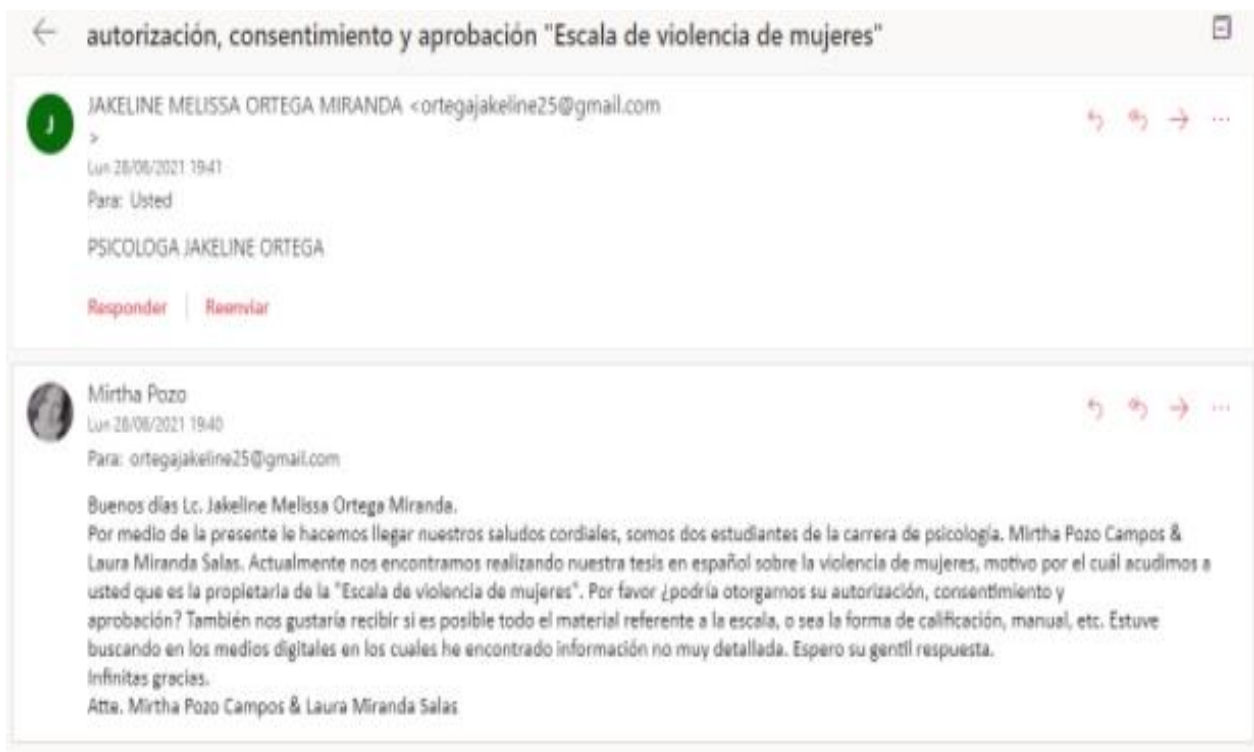 autorización, consentimiento y aprobación "Escala de violencia de mujeres"
J
JAKELINE MELISSA ORTEGA MIRANDA <ortegajakeline25@gmail.com
>
Lun 28/06/2021 19:41
Para: Usted
PSICOLOGA JAKELINE ORTEGA
Responder | Reenviar
Mirtha Pozo
Lun 28/06/2021 19:40
Para: ortegajakeline25@gmail.com
Buenos días Lc. Jakeline Melissa Ortega Miranda.
Por medio de la presente le hacemos llegar nuestros saludos cordiales, somos dos estudiantes de la carrera de psicología. Mirtha Pozo Campos &
Laura Miranda Salas. Actualmente nos encontramos realizando nuestra tesis en español sobre la violencia de mujeres, motivo por el cuál acudimos a
usted que es la propietaria de la "Escala de violencia de mujeres". Por favor ¿podría otorgarnos su autorización, consentimiento y
aprobación? También nos gustaría recibir si es posible todo el material referente a la escala, o sea la forma de calificación, manual, etc. Estuve
buscando en los medios digitales en los cuales he encontrado información no muy detallada. Espero su gentil respuesta.
Infinitas gracias.
Atte. Mirtha Pozo Campos & Laura Miranda Salas